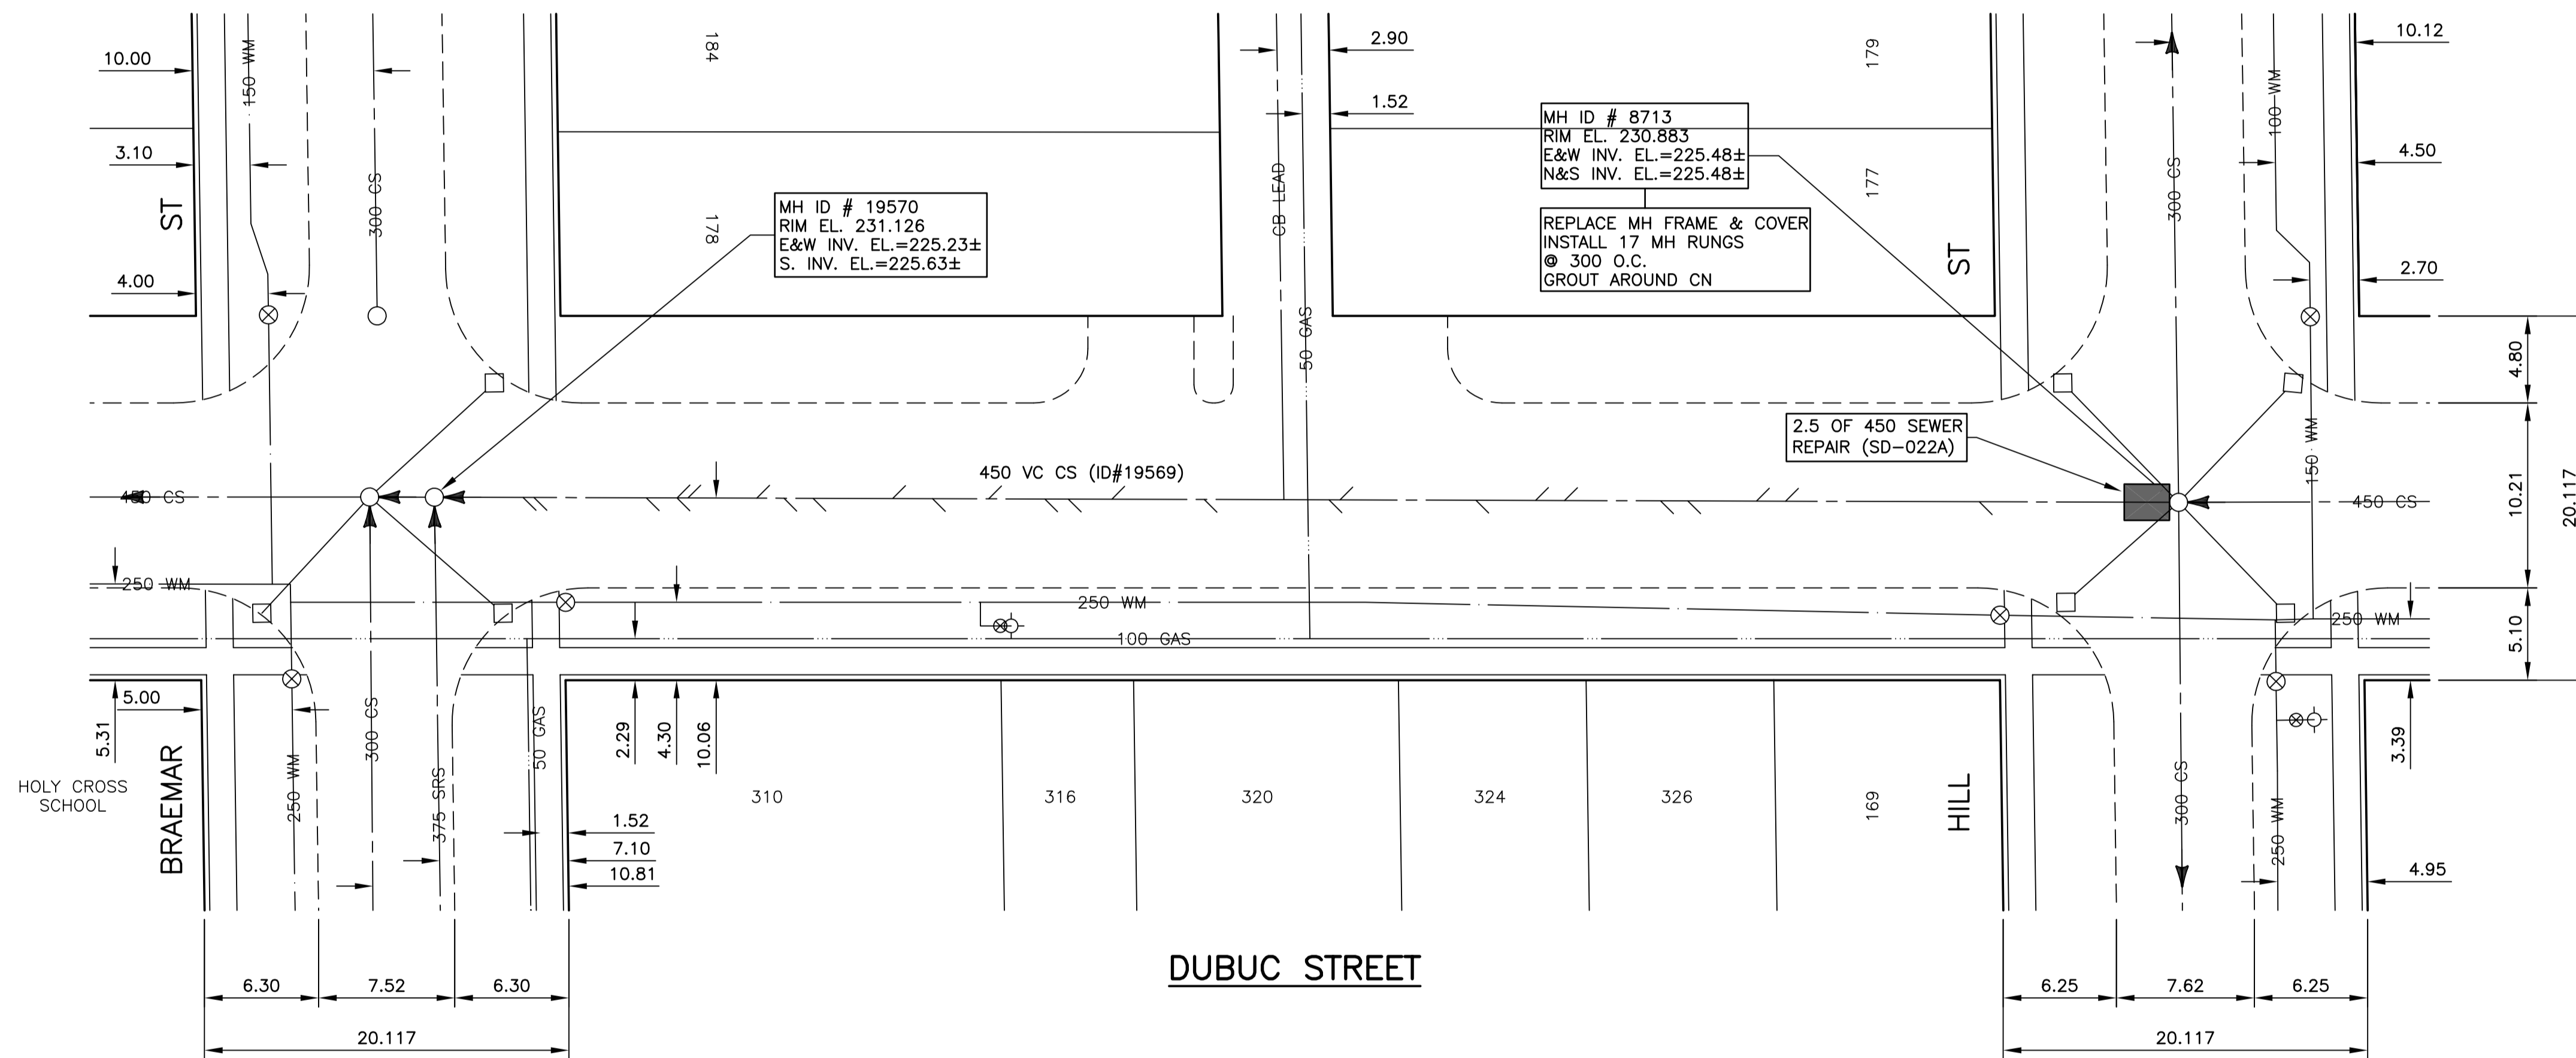 10.00
150 WM
184
2.90
179
10.12
100 WM
1.52
3.10
4.50
ST
300 CS
MH ID # 19570
RIM EL. 231.126
E&W INV. EL.=225.23±
S. INV. EL.=225.63±
178
CB LEAD
MH ID # 8713
RIM EL. 230.883
E&W INV. EL.=225.48±
N&S INV. EL.=225.48±
177
REPLACE MH FRAME & COVER
INSTALL 17 MH RUNGS
@ 300 O.C.
GROUT AROUND CN
ST
300 CS
2.70
4.00
50 GAS
4.80
2.5 OF 450 SEWER
REPAIR (SD-022A)
150 WM
450 CS
450 VC CS (ID#19569)
450 CS
10.21
20.117
250 WM
250 WM
250 WM
100 GAS
5.10
5.00
5.31
300 CS
50 GAS
2.29
4.30
10.06
3.39
HOLY CROSS
SCHOOL
BRAEMAR
250 WM
375 SRS
310
316
320
324
326
169
HILL
300 CS
250 WM
1.52
7.10
10.81
4.95
DUBUC STREET
6.30
7.52
6.30
6.25
7.62
6.25
20.117
20.117